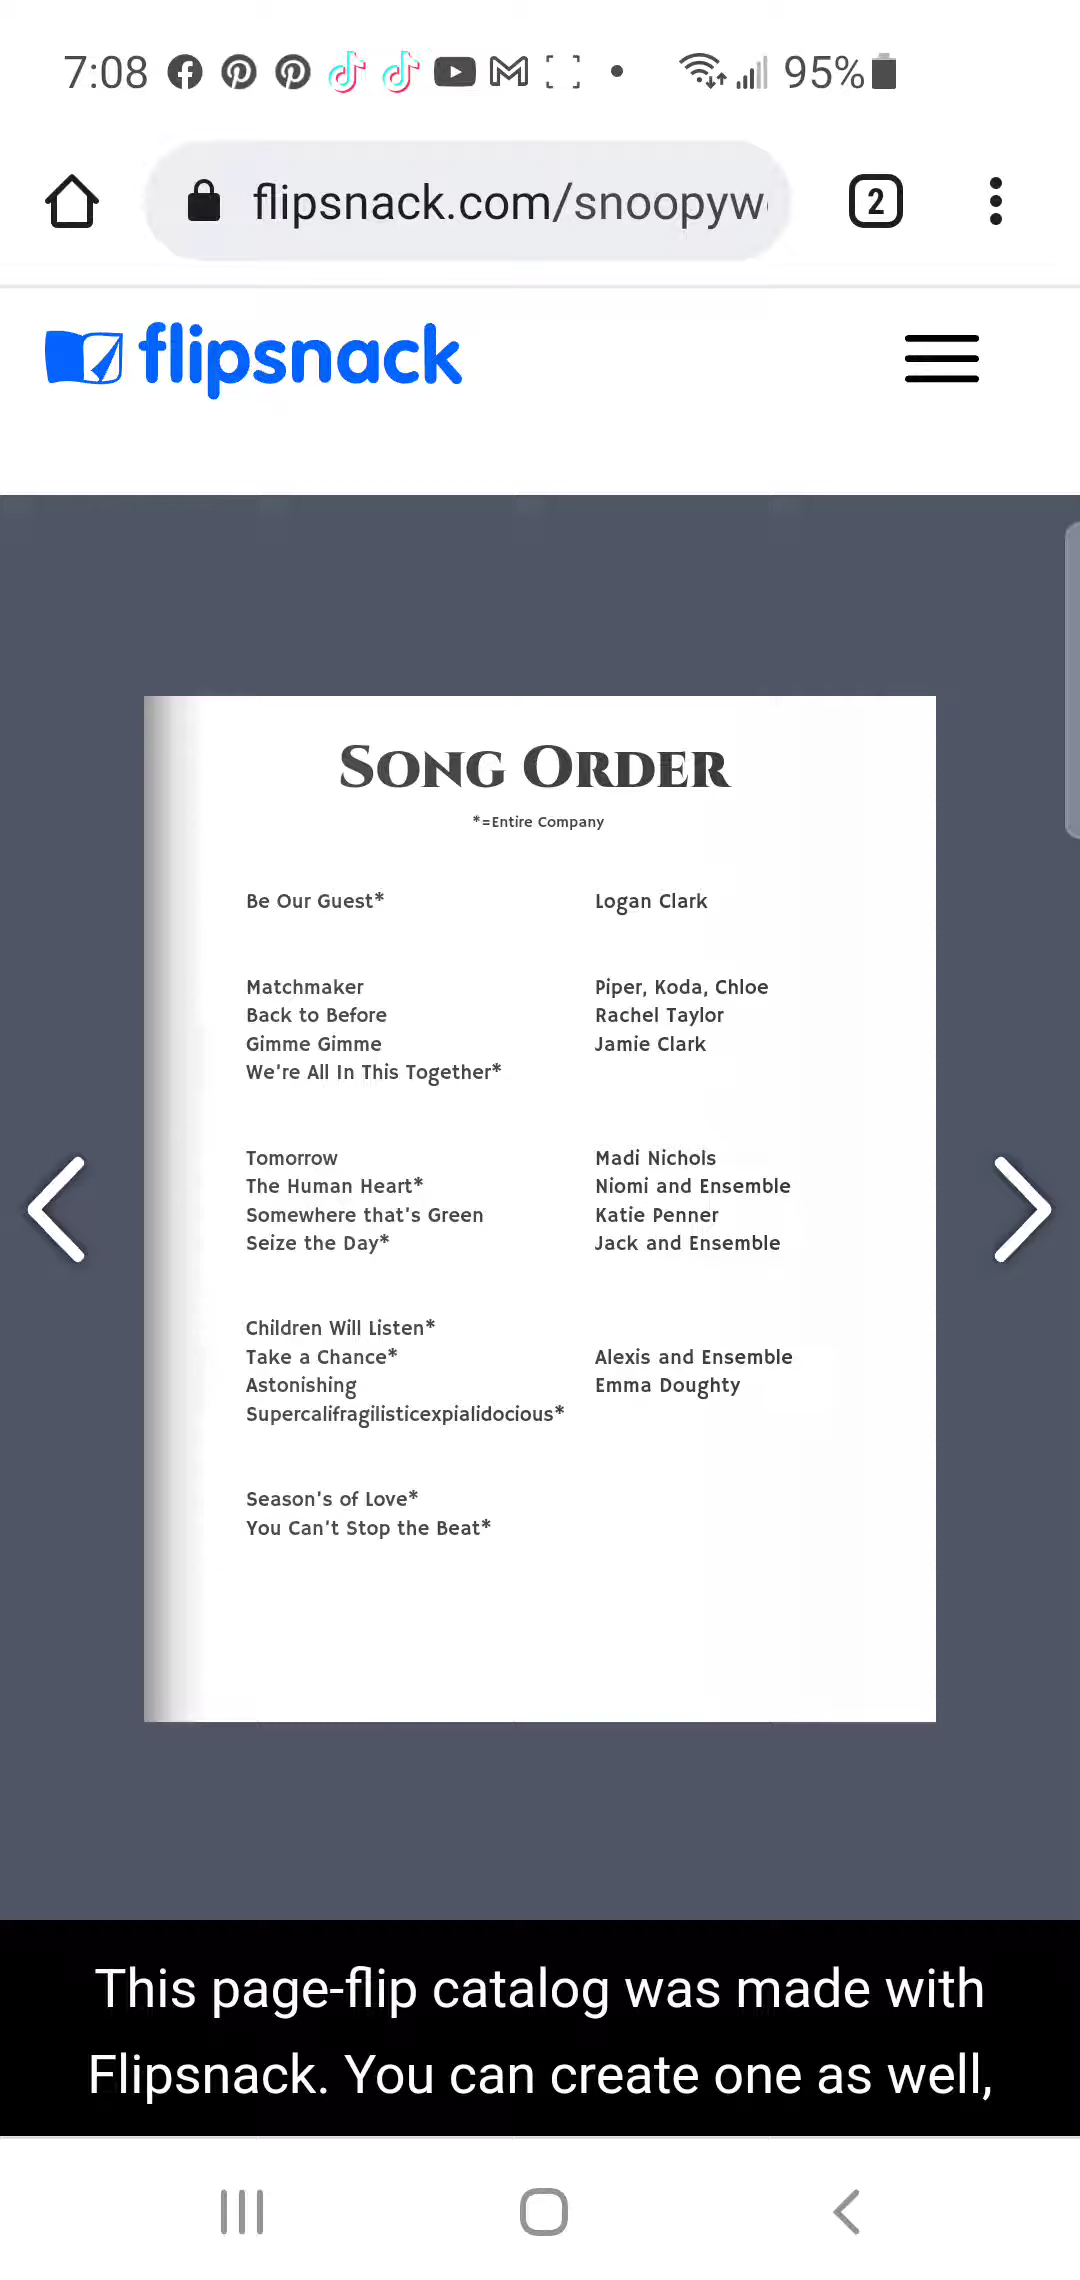 7:08 95%
flipsnack.com/snoopyw
2
flipsnack
Song Order
*=Entire Company
Be Our Guest* Logan Clark
Matchmaker Piper, Koda, Chloe
Back to Before Rachel Taylor
Gimme Gimme Jamie Clark
We're All In This Together*
Tomorrow Madi Nichols
The Human Heart* Niomi and Ensemble
Somewhere that's Green Katie Penner
Seize the Day* Jack and Ensemble
Children Will Listen*
Take a Chance* Alexis and Ensemble
Astonishing Emma Doughty
Supercalifragilisticexpialidocious*
Season's of Love*
You Can't Stop the Beat*
This page-flip catalog was made with
Flipsnack. You can create one as well,